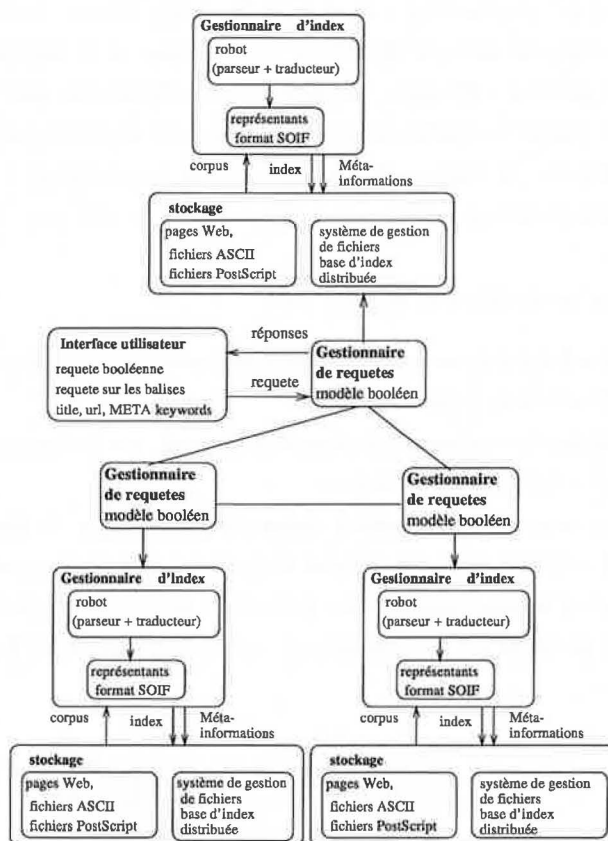 Gestionnaire d'index
robot
(parseur + traducteur)
représentants
format SOIF
corpus
index
Méta-
informations
stockage
pages Web,
fichiers ASCII
fichiers PostScript
système de gestion
de fichiers
base d'index
distribuée
réponses
Interface utilisateur
requete booléenne
requete sur les balises
title, url, META keywords
requete
Gestionnaire
de requetes
modèle booléen
Gestionnaire
de requetes
modèle booléen
Gestionnaire
de requetes
modèle booléen
Gestionnaire d'index
robot
(parseur + traducteur)
représentants
format SOIF
corpus
index
Méta-
informations
stockage
pages Web,
fichiers ASCII
fichiers PostScript
système de gestion
de fichiers
base d'index
distribuée
Gestionnaire d'index
robot
(parseur + traducteur)
représentants
format SOIF
corpus
index
Méta-
informations
stockage
pages Web,
fichiers ASCII
fichiers PostScript
système de gestion
de fichiers
base d'index
distribuée